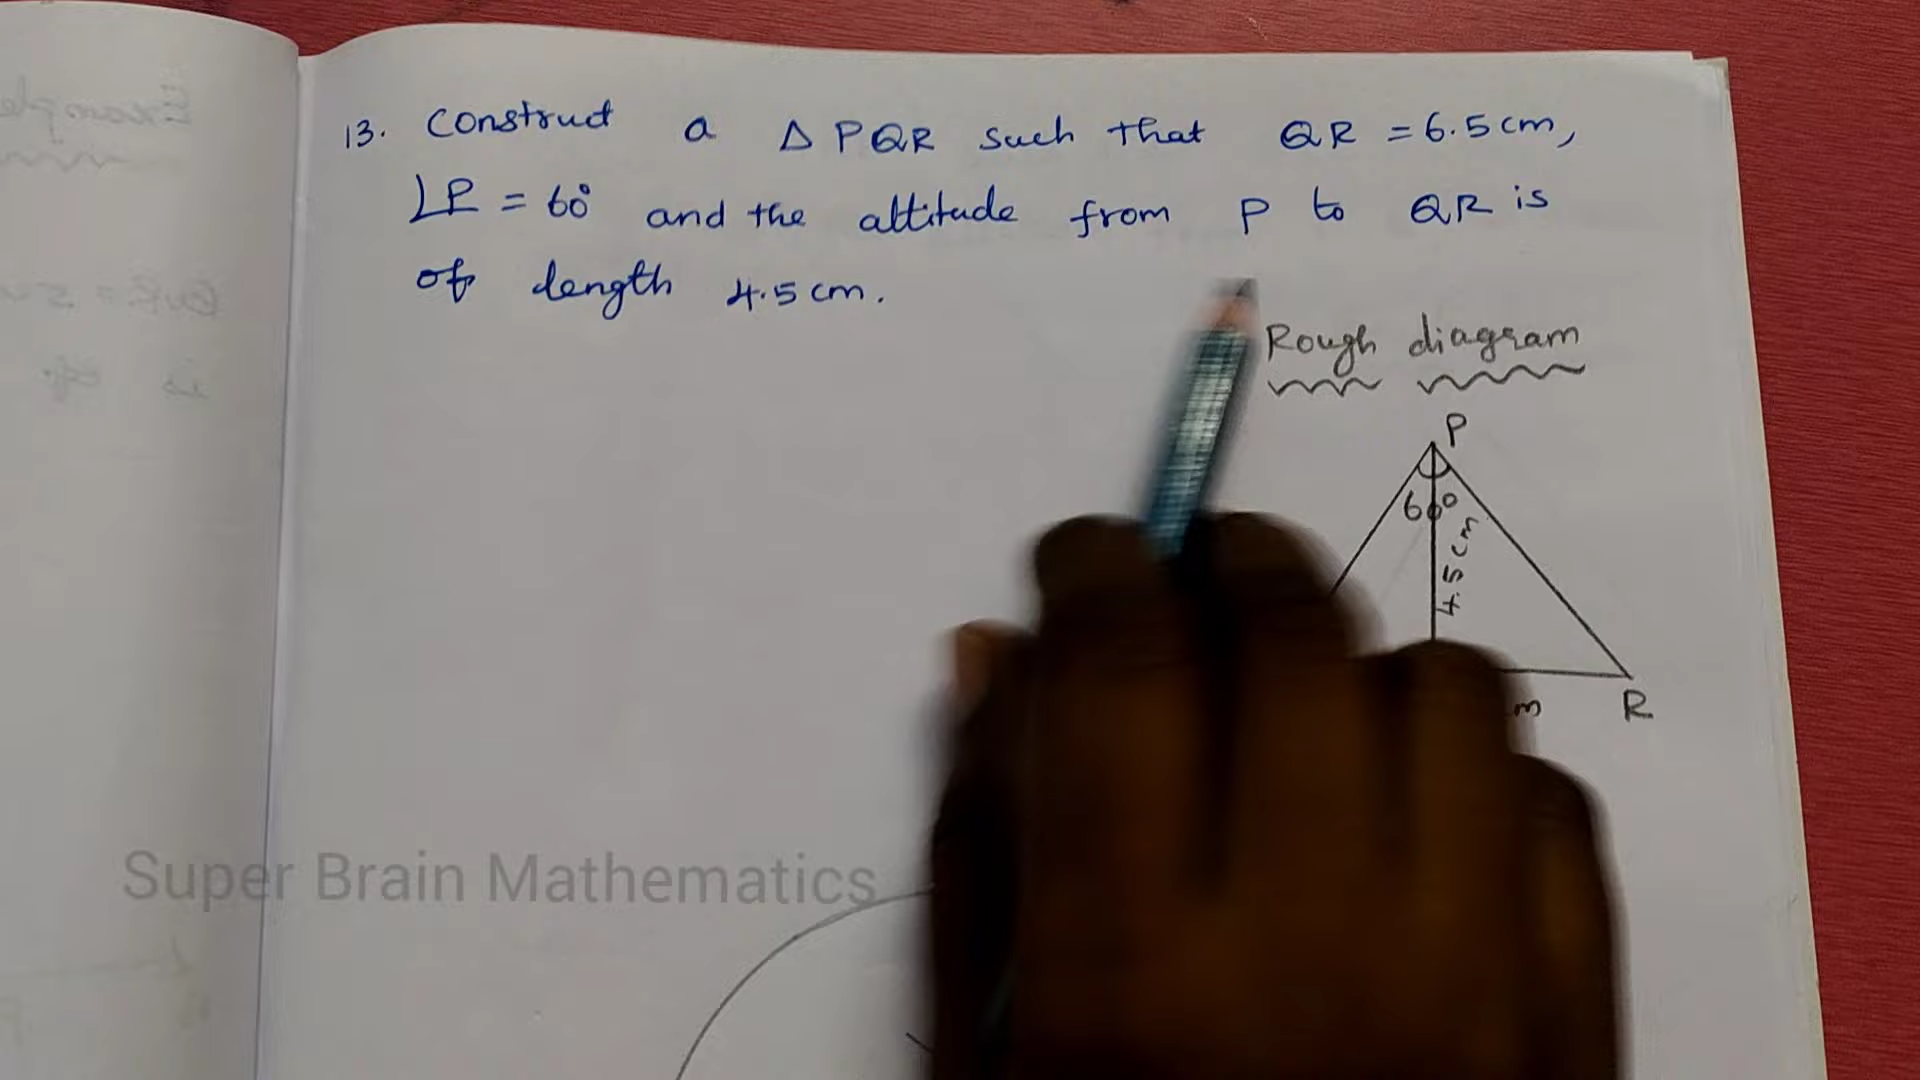 13. Construct a Δ PQR such that QR = 6.5 cm,
∠P = 60° and the altitude from P to QR is
of length 4.5 cm.
Rough diagram
P
60°
4.5 cm
m
R
Super Brain Mathematics